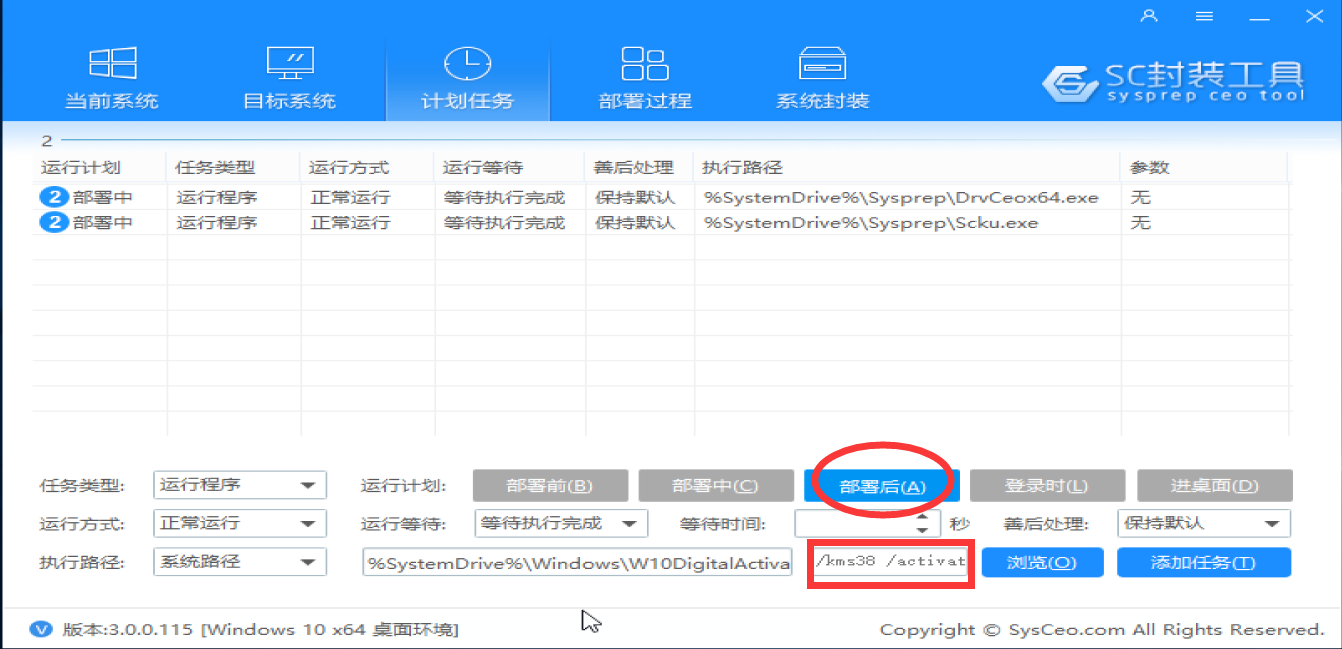 SC封装工具
sysprep ceo tool
当前系统 目标系统 计划任务 部署过程 系统封装
2
运行计划 任务类型 运行方式 运行等待 善后处理 执行路径 参数
2 部署中 运行程序 正常运行 等待执行完成 保持默认 %SystemDrive%\Sysprep\DrvCeox64.exe 无
2 部署中 运行程序 正常运行 等待执行完成 保持默认 %SystemDrive%\Sysprep\Scku.exe 无
任务类型: 运行程序 运行计划: 部署前(B) 部署中(C) 部署后(A) 登录时(L) 进桌面(D)
运行方式: 正常运行 运行等待: 等待执行完成 等待时间: 秒 善后处理: 保持默认
执行路径: 系统路径 %SystemDrive%\Windows\W10DigitalActiva /kms38 /activat 浏览(O) 添加任务(T)
V 版本:3.0.0.115 [Windows 10 x64 桌面环境] Copyright © SysCeo.com All Rights Reserved.